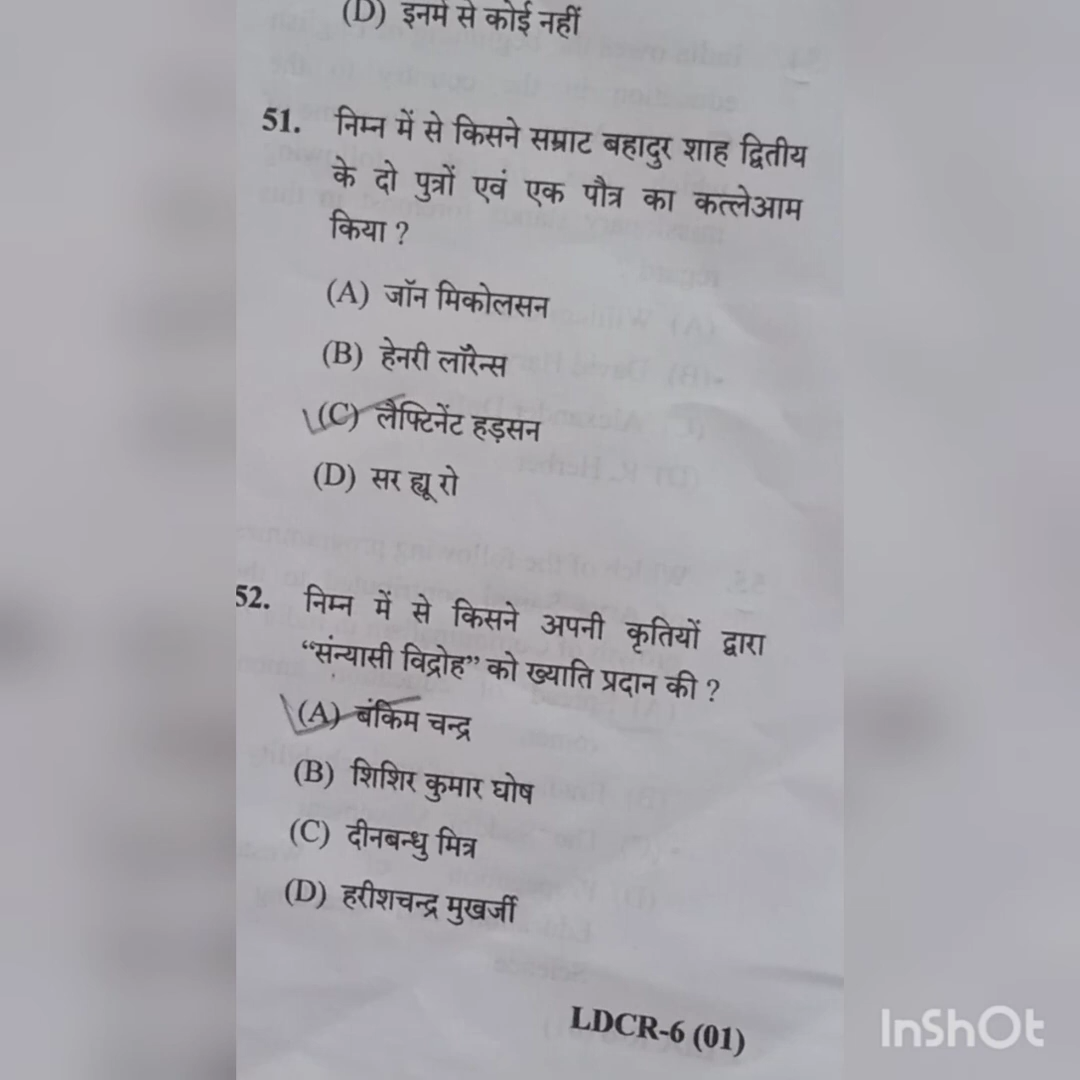 (D) इनमें से कोई नहीं
51. निम्न में से किसने सम्राट बहादुर शाह द्वितीय
के दो पुत्रों एवं एक पौत्र का कत्लेआम
किया ?
(A) जॉन मिकोलसन
(B) हेनरी लॉरेन्स
(C) लैफ्टिनेंट हड़सन
(D) सर ह्यू रो
52. निम्न में से किसने अपनी कृतियों द्वारा
“संन्यासी विद्रोह” को ख्याति प्रदान की ?
(A) बंकिम चन्द्र
(B) शिशिर कुमार घोष
(C) दीनबन्धु मित्र
(D) हरीशचन्द्र मुखर्जी
LDCR-6 (01)
InShOt